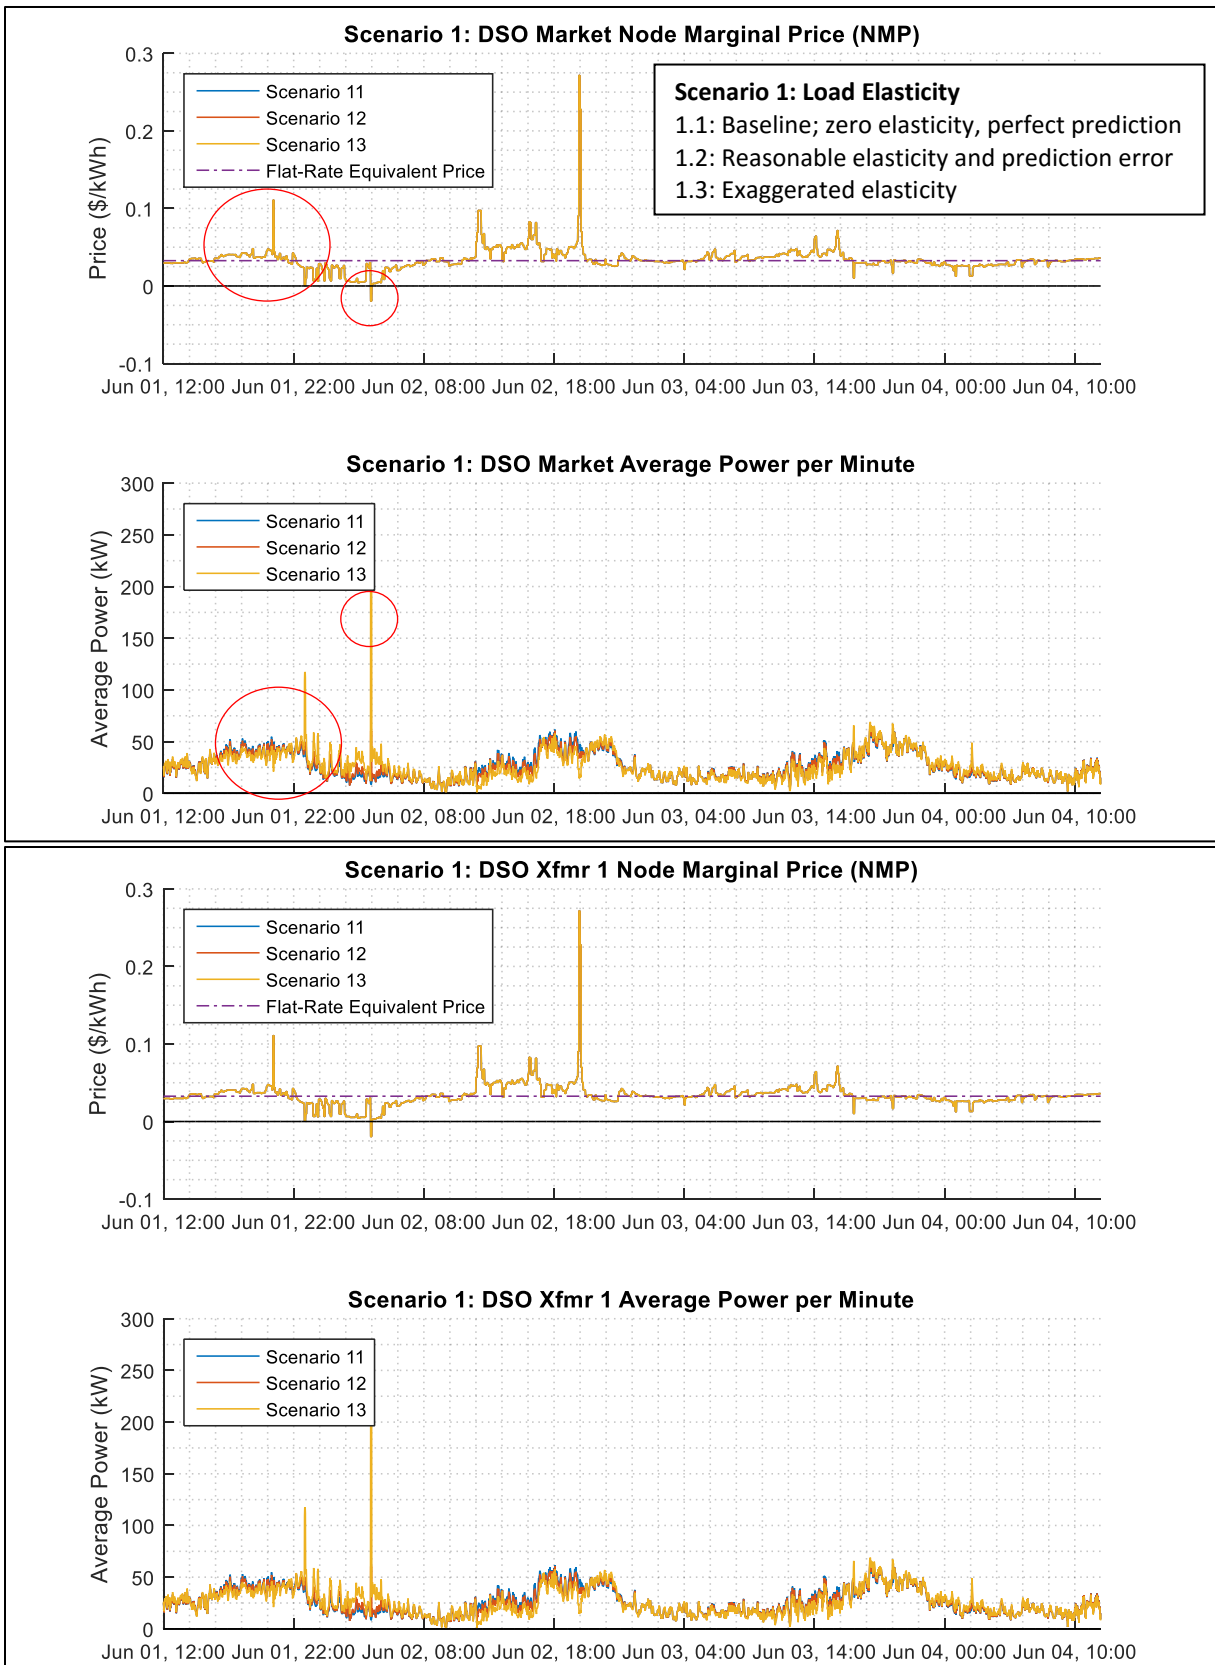 Scenario 1: DSO Market Node Marginal Price (NMP)
0.3
0.2
0.1
0
-0.1
Price ($/kWh)
Scenario 11
Scenario 12
Scenario 13
Flat-Rate Equivalent Price
Scenario 1: Load Elasticity
1.1: Baseline; zero elasticity, perfect prediction
1.2: Reasonable elasticity and prediction error
1.3: Exaggerated elasticity
Jun 01, 12:00 Jun 01, 22:00 Jun 02, 08:00 Jun 02, 18:00 Jun 03, 04:00 Jun 03, 14:00 Jun 04, 00:00 Jun 04, 10:00
Scenario 1: DSO Market Average Power per Minute
300
250
200
150
100
50
0
Average Power (kW)
Scenario 11
Scenario 12
Scenario 13
Jun 01, 12:00 Jun 01, 22:00 Jun 02, 08:00 Jun 02, 18:00 Jun 03, 04:00 Jun 03, 14:00 Jun 04, 00:00 Jun 04, 10:00
Scenario 1: DSO Xfmr 1 Node Marginal Price (NMP)
0.3
0.2
0.1
0
-0.1
Price ($/kWh)
Scenario 11
Scenario 12
Scenario 13
Flat-Rate Equivalent Price
Jun 01, 12:00 Jun 01, 22:00 Jun 02, 08:00 Jun 02, 18:00 Jun 03, 04:00 Jun 03, 14:00 Jun 04, 00:00 Jun 04, 10:00
Scenario 1: DSO Xfmr 1 Average Power per Minute
300
250
200
150
100
50
0
Average Power (kW)
Scenario 11
Scenario 12
Scenario 13
Jun 01, 12:00 Jun 01, 22:00 Jun 02, 08:00 Jun 02, 18:00 Jun 03, 04:00 Jun 03, 14:00 Jun 04, 00:00 Jun 04, 10:00